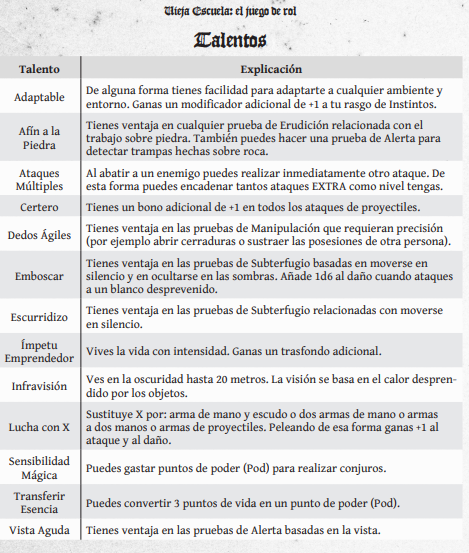 Vieja Escuela: el juego de rol
Talentos
Talento Explicación
Adaptable
De alguna forma tienes facilidad para adaptarte a cualquier ambiente y
entorno. Ganas un modificador adicional de +1 a tu rasgo de Instintos.
Afín a la
Piedra
Tienes ventaja en cualquier prueba de Erudición relacionada con el
trabajo sobre piedra. También puedes hacer una prueba de Alerta para
detectar trampas hechas sobre roca.
Ataques
Múltiples
Al abatir a un enemigo puedes realizar inmediatamente otro ataque. De
esta forma puedes encadenar tantos ataques EXTRA como nivel tengas.
Certero
Tienes un bono adicional de +1 en todos los ataques de proyectiles.
Dedos Ágiles
Tienes ventaja en las pruebas de Manipulación que requieran precisión
(por ejemplo abrir cerraduras o sustraer las posesiones de otra persona).
Emboscar
Tienes ventaja en las pruebas de Subterfugio basadas en moverse en
silencio y en ocultarse en las sombras. Añade 1d6 al daño cuando ataques
a un blanco desprevenido.
Escurridizo
Tienes ventaja en las pruebas de Subterfugio relacionadas con moverse
en silencio.
Ímpetu
Emprendedor
Vives la vida con intensidad. Ganas un trasfondo adicional.
Infravisión
Ves en la oscuridad hasta 20 metros. La visión se basa en el calor despren-
dido por los objetos.
Lucha con X
Sustituye X por: arma de mano y escudo o dos armas de mano o armas
a dos manos o armas de proyectiles. Peleando de esa forma ganas +1 al
ataque y al daño.
Sensibilidad
Mágica
Puedes gastar puntos de poder (Pod) para realizar conjuros.
Transferir
Esencia
Puedes convertir 3 puntos de vida en un punto de poder (Pod).
Vista Aguda
Tienes ventaja en las pruebas de Alerta basadas en la vista.